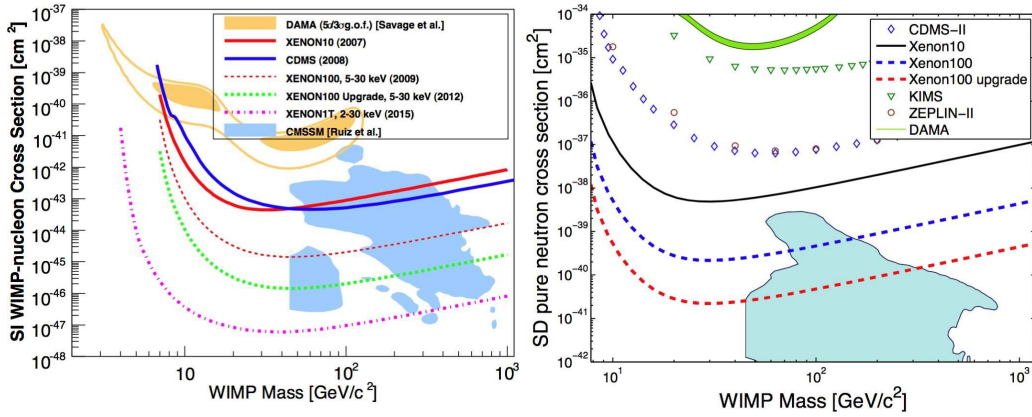 SI WIMP-nucleon Cross Section [cm²]
10⁻³⁷
10⁻³⁸
10⁻³⁹
10⁻⁴⁰
10⁻⁴¹
10⁻⁴²
10⁻⁴³
10⁻⁴⁴
10⁻⁴⁵
10⁻⁴⁶
10⁻⁴⁷
10⁻⁴⁸
DAMA (5σ/3σ g.o.f.) [Savage et al.]
XENON10 (2007)
CDMS (2008)
XENON100, 5-30 keV (2009)
XENON100 Upgrade, 5-30 keV (2012)
XENON1T, 2-30 keV (2015)
CMSSM [Ruiz et al.]
10
10²
10³
WIMP Mass [GeV/c²]
SD pure neutron cross section [cm²]
10⁻³⁴
10⁻³⁵
10⁻³⁶
10⁻³⁷
10⁻³⁸
10⁻³⁹
10⁻⁴⁰
10⁻⁴¹
10⁻⁴²
CDMS-II
Xenon10
Xenon100
Xenon100 upgrade
KIMS
ZEPLIN-II
DAMA
10¹
10²
10³
WIMP Mass [GeV/c²]